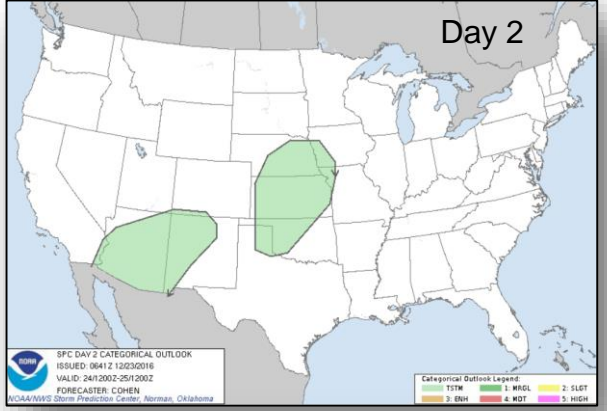 Day 2
NOAA
SPC DAY 2 CATEGORICAL OUTLOOK
ISSUED: 0641Z 12/23/2016
VALID: 24/1200Z-25/1200Z
FORECASTER: COHEN
NOAA/NWS Storm Prediction Center, Norman, Oklahoma
Categorical Outlook Legend:
TSTM 1: MRGL 2: SLGT
3: ENH 4: MDT 5: HIGH